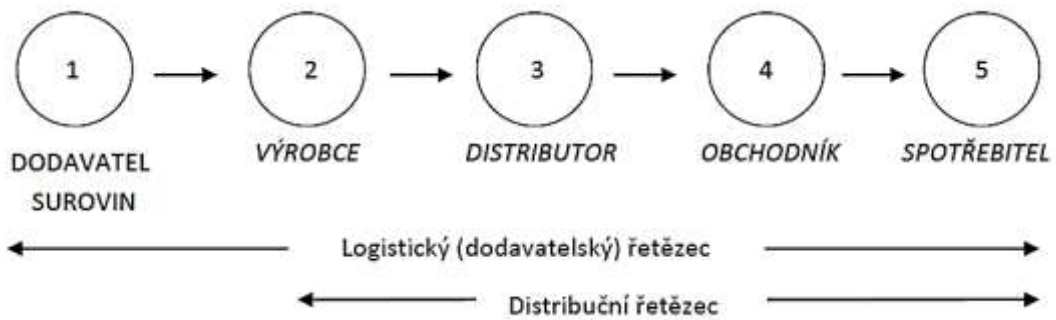 1 2 3 4 5
DODAVATEL SUROVIN
VÝROBCE
DISTRIBUTOR
OBCHODNÍK
SPOTŘEBITEL
Logistický (dodavatelský) řetězec
Distribuční řetězec